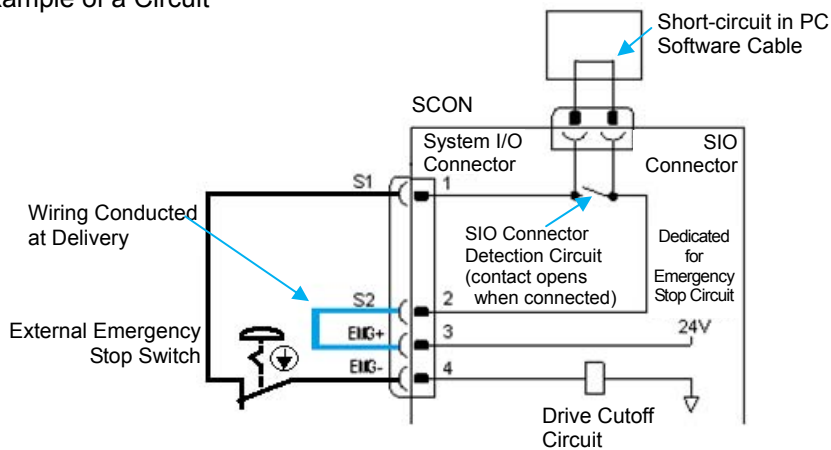 ample of a Circuit
Short-circuit in PC
Software Cable
SCON
System I/O
Connector
SIO
Connector
S1
1
Wiring Conducted
at Delivery
SIO Connector
Detection Circuit
(contact opens
when connected)
Dedicated
for
Emergency
Stop Circuit
S2
2
External Emergency
Stop Switch
EMG+
3
24V
EMG-
4
Drive Cutoff
Circuit